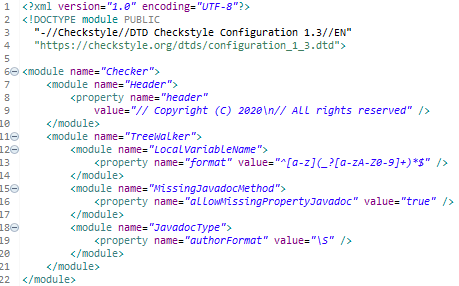 1 <?xml version="1.0" encoding="UTF-8"?>
2 <!DOCTYPE module PUBLIC
3   "-//Checkstyle//DTD Checkstyle Configuration 1.3//EN"
4   "https://checkstyle.org/dtds/configuration_1_3.dtd">
5
6 <module name="Checker">
7     <module name="Header">
8         <property name="header"
9             value="// Copyright (C) 2020\n// All rights reserved" />
10     </module>
11     <module name="TreeWalker">
12         <module name="LocalVariableName">
13             <property name="format" value="^[a-z](_?[a-zA-Z0-9]+)*$" />
14         </module>
15         <module name="MissingJavadocMethod">
16             <property name="allowMissingPropertyJavadoc" value="true" />
17         </module>
18         <module name="JavadocType">
19             <property name="authorFormat" value="\S" />
20         </module>
21     </module>
22 </module>